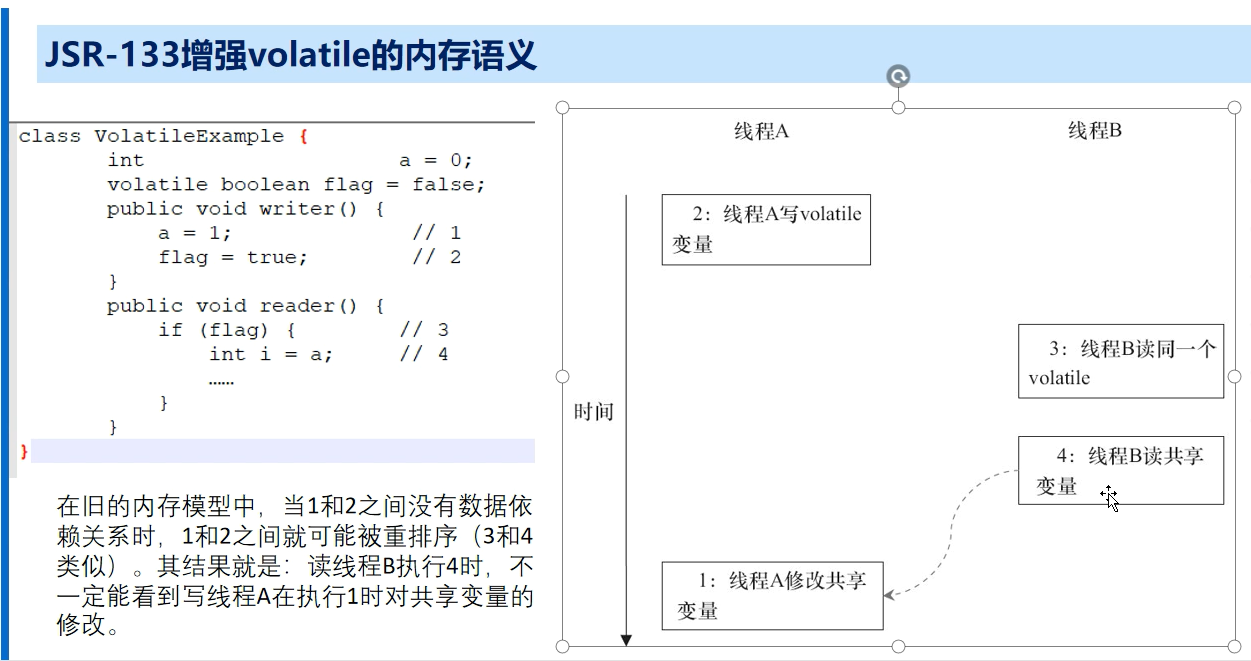 JSR-133增强volatile的内存语义
class VolatileExample {
int a = 0;
volatile boolean flag = false;
public void writer() {
a = 1; // 1
flag = true; // 2
}
public void reader() {
if (flag) { // 3
int i = a; // 4
……
}
}
}
在旧的内存模型中，当1和2之间没有数据依
赖关系时，1和2之间就可能被重排序（3和4
类似）。其结果就是：读线程B执行4时，不
一定能看到写线程A在执行1时对共享变量的
修改。
线程A
线程B
2：线程A写volatile
变量
3：线程B读同一个
volatile
时间
4：线程B读共享
变量
1：线程A修改共享
变量